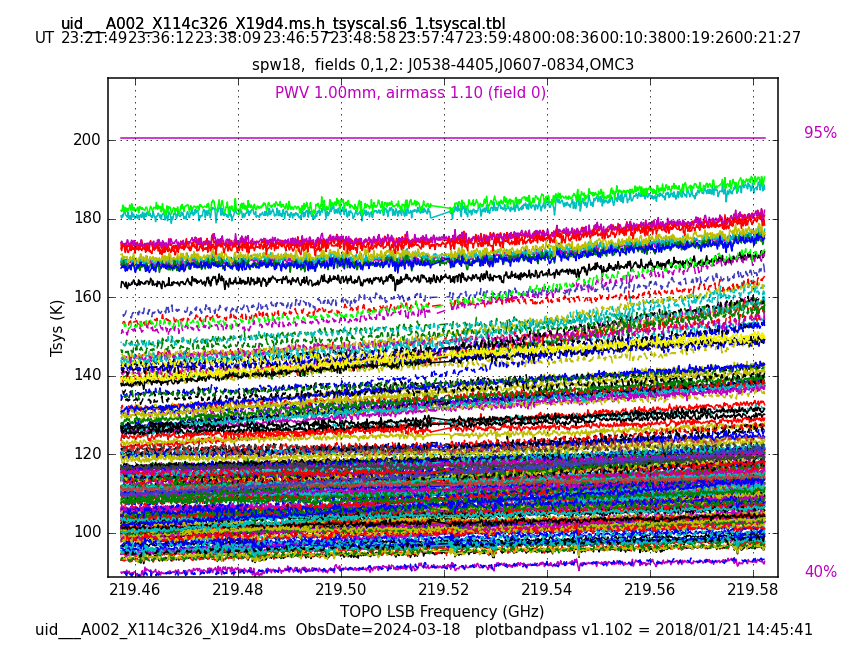 uid___A002_X114c326_X19d4.ms.h_tsyscal.s6_1.tsyscal.tbl
UT 23:21:49 23:36:12 23:38:09 23:46:57 23:48:58 23:57:47 23:59:48 00:08:36 00:10:38 00:19:26 00:21:27
spw18, fields 0,1,2: J0538-4405,J0607-0834,OMC3
PWV 1.00mm, airmass 1.10 (field 0)
95%
200
180
160
140
120
100
Tsys (K)
40%
219.46 219.48 219.50 219.52 219.54 219.56 219.58
TOPO LSB Frequency (GHz)
uid___A002_X114c326_X19d4.ms ObsDate=2024-03-18 plotbandpass v1.102 = 2018/01/21 14:45:41